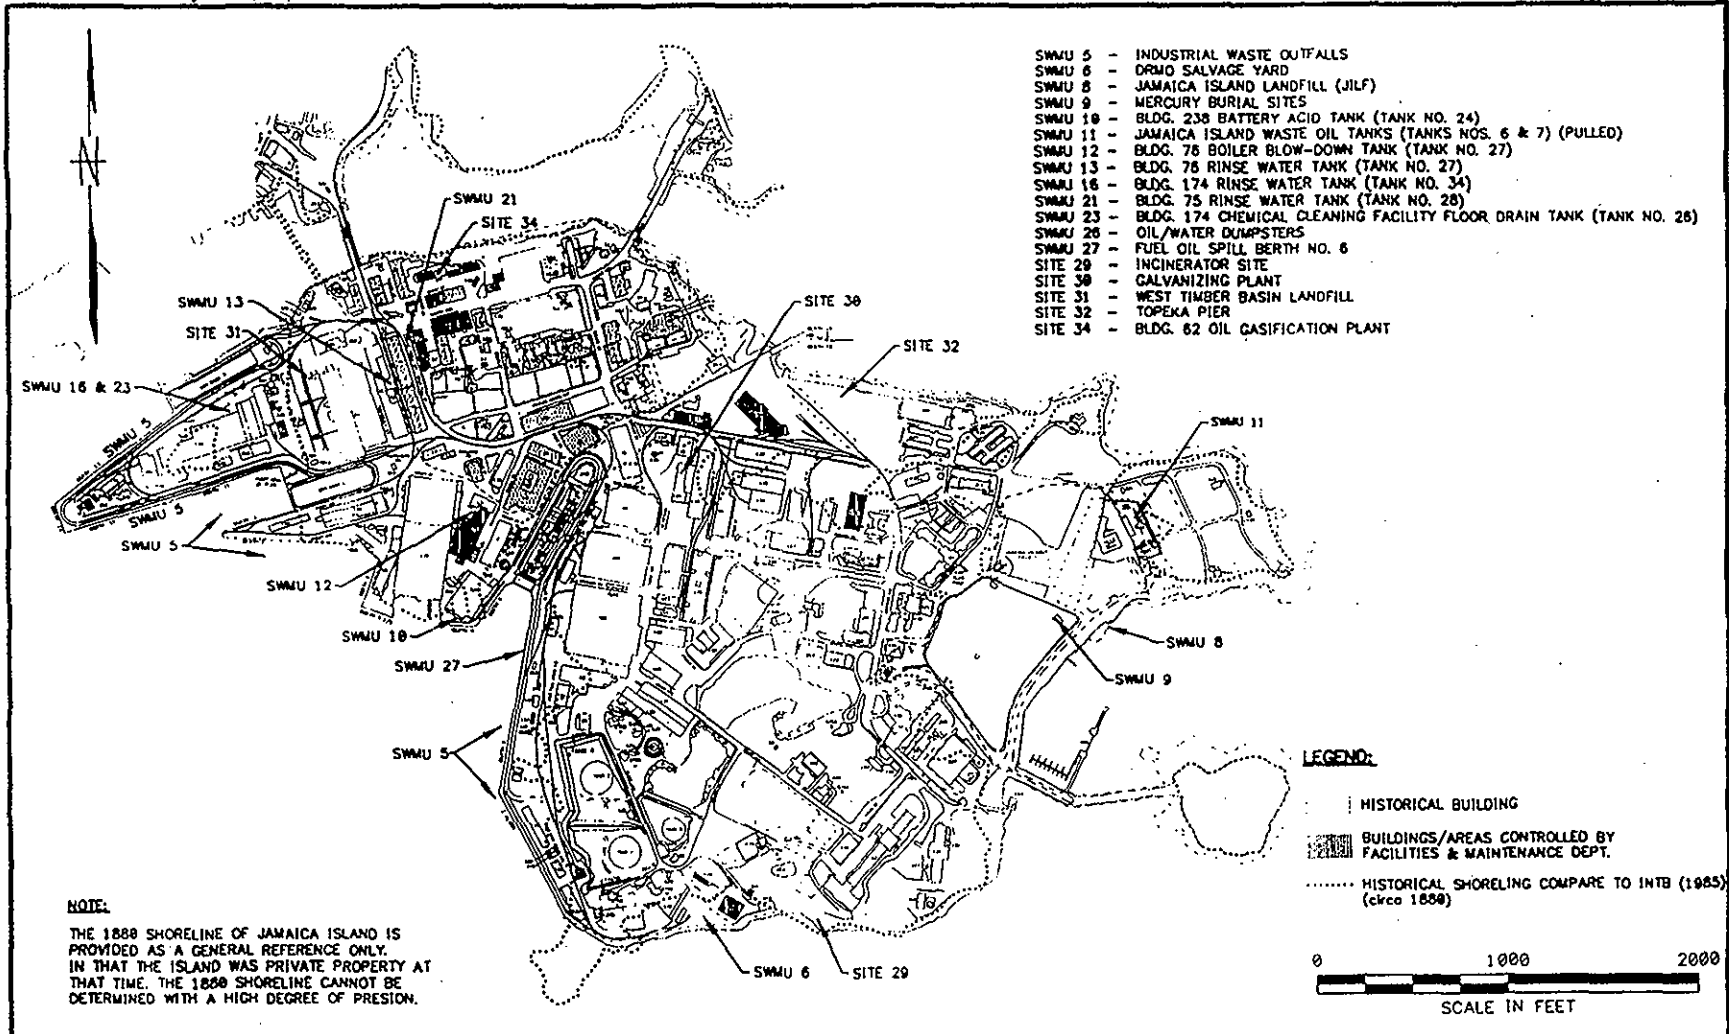 SWMU 5 - INDUSTRIAL WASTE OUTFALLS
SWMU 6 - DRMO SALVAGE YARD
SWMU 8 - JAMAICA ISLAND LANDFILL (JILF)
SWMU 9 - MERCURY BURIAL SITES
SWMU 10 - BLDG. 238 BATTERY ACID TANK (TANK NO. 24)
SWMU 11 - JAMAICA ISLAND WASTE OIL TANKS (TANKS NOS. 6 & 7) (PULLED)
SWMU 12 - BLDG. 76 BOILER BLOW-DOWN TANK (TANK NO. 27)
SWMU 13 - BLDG. 76 RINSE WATER TANK (TANK NO. 27)
SWMU 16 - BLDG. 174 RINSE WATER TANK (TANK NO. 34)
SWMU 21 - BLDG. 75 RINSE WATER TANK (TANK NO. 28)
SWMU 23 - BLDG. 174 CHEMICAL CLEANING FACILITY FLOOR DRAIN TANK (TANK NO. 26)
SWMU 26 - OIL/WATER DUMPSTERS
SWMU 27 - FUEL OIL SPILL BERTH NO. 6
SITE 29 - INCINERATOR SITE
SITE 30 - GALVANIZING PLANT
SITE 31 - WEST TIMBER BASIN LANDFILL
SITE 32 - TOPEKA PIER
SITE 34 - BLDG. 62 OIL GASIFICATION PLANT
N
SWMU 21
SITE 34
SWMU 13
SITE 31
SITE 30
SITE 32
SWMU 16 & 23
SWMU 5
SWMU 11
SWMU 5
SWMU 5
SWMU 12
SWMU 10
SWMU 8
SWMU 27
SWMU 9
SWMU 5
SWMU 6
SITE 29
LEGEND:
HISTORICAL BUILDING
BUILDINGS/AREAS CONTROLLED BY
FACILITIES & MAINTENANCE DEPT.
HISTORICAL SHORELING COMPARE TO INTB (1985)
(circa 1880)
NOTE:
THE 1880 SHORELINE OF JAMAICA ISLAND IS
PROVIDED AS A GENERAL REFERENCE ONLY.
IN THAT THE ISLAND WAS PRIVATE PROPERTY AT
THAT TIME. THE 1880 SHORELINE CANNOT BE
DETERMINED WITH A HIGH DEGREE OF PRESION.
0 1000 2000
SCALE IN FEET